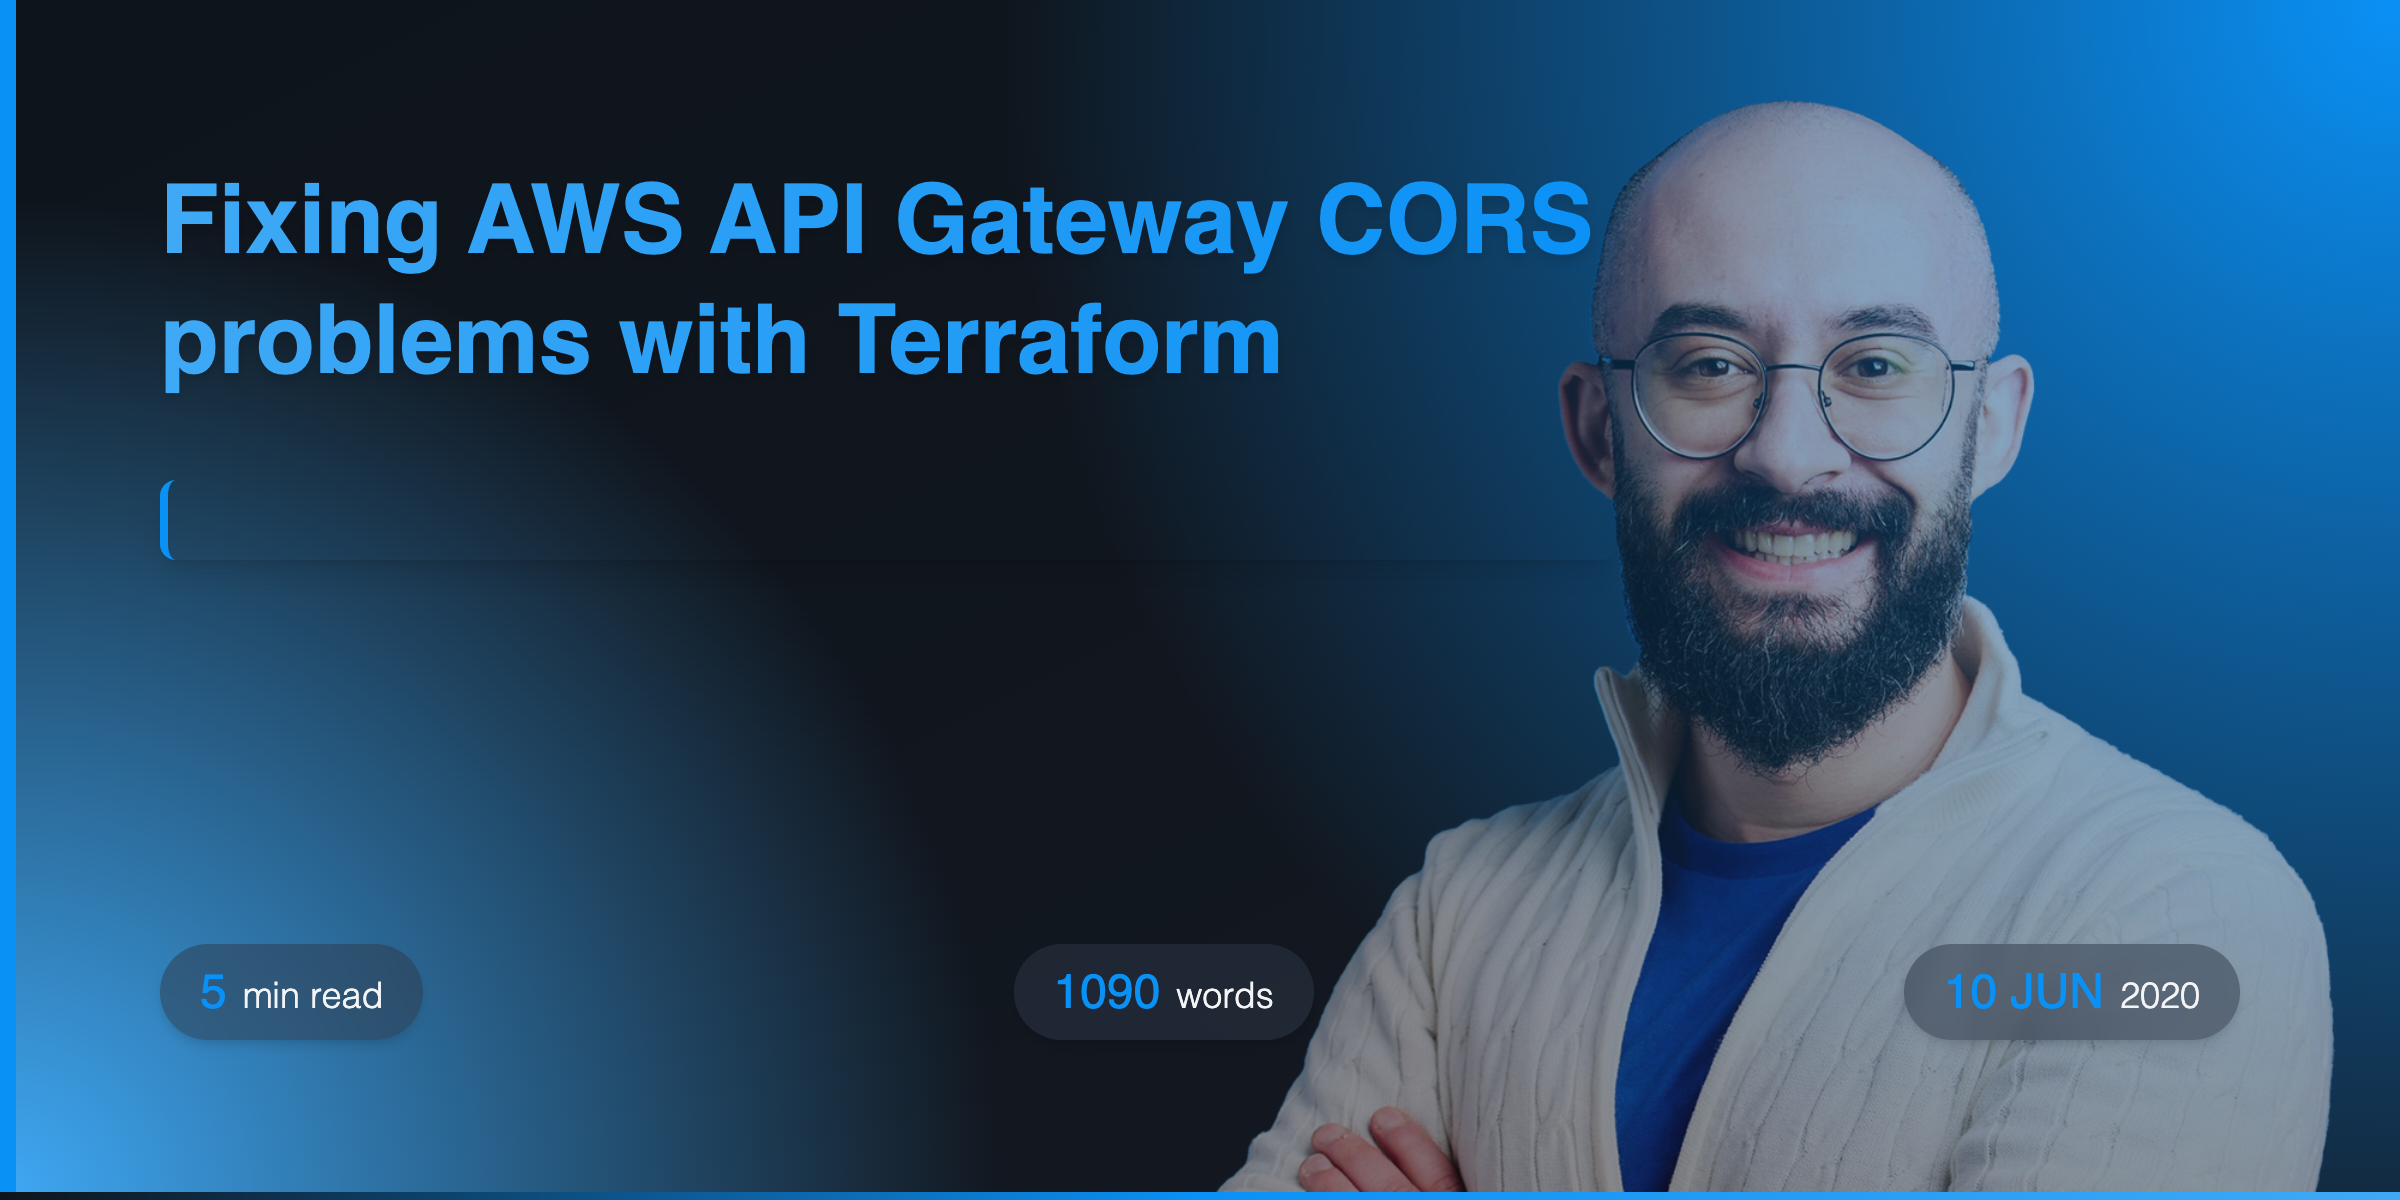 Fixing AWS API Gateway CORS
problems with Terraform
5 min read
1090 words
10 JUN 2020